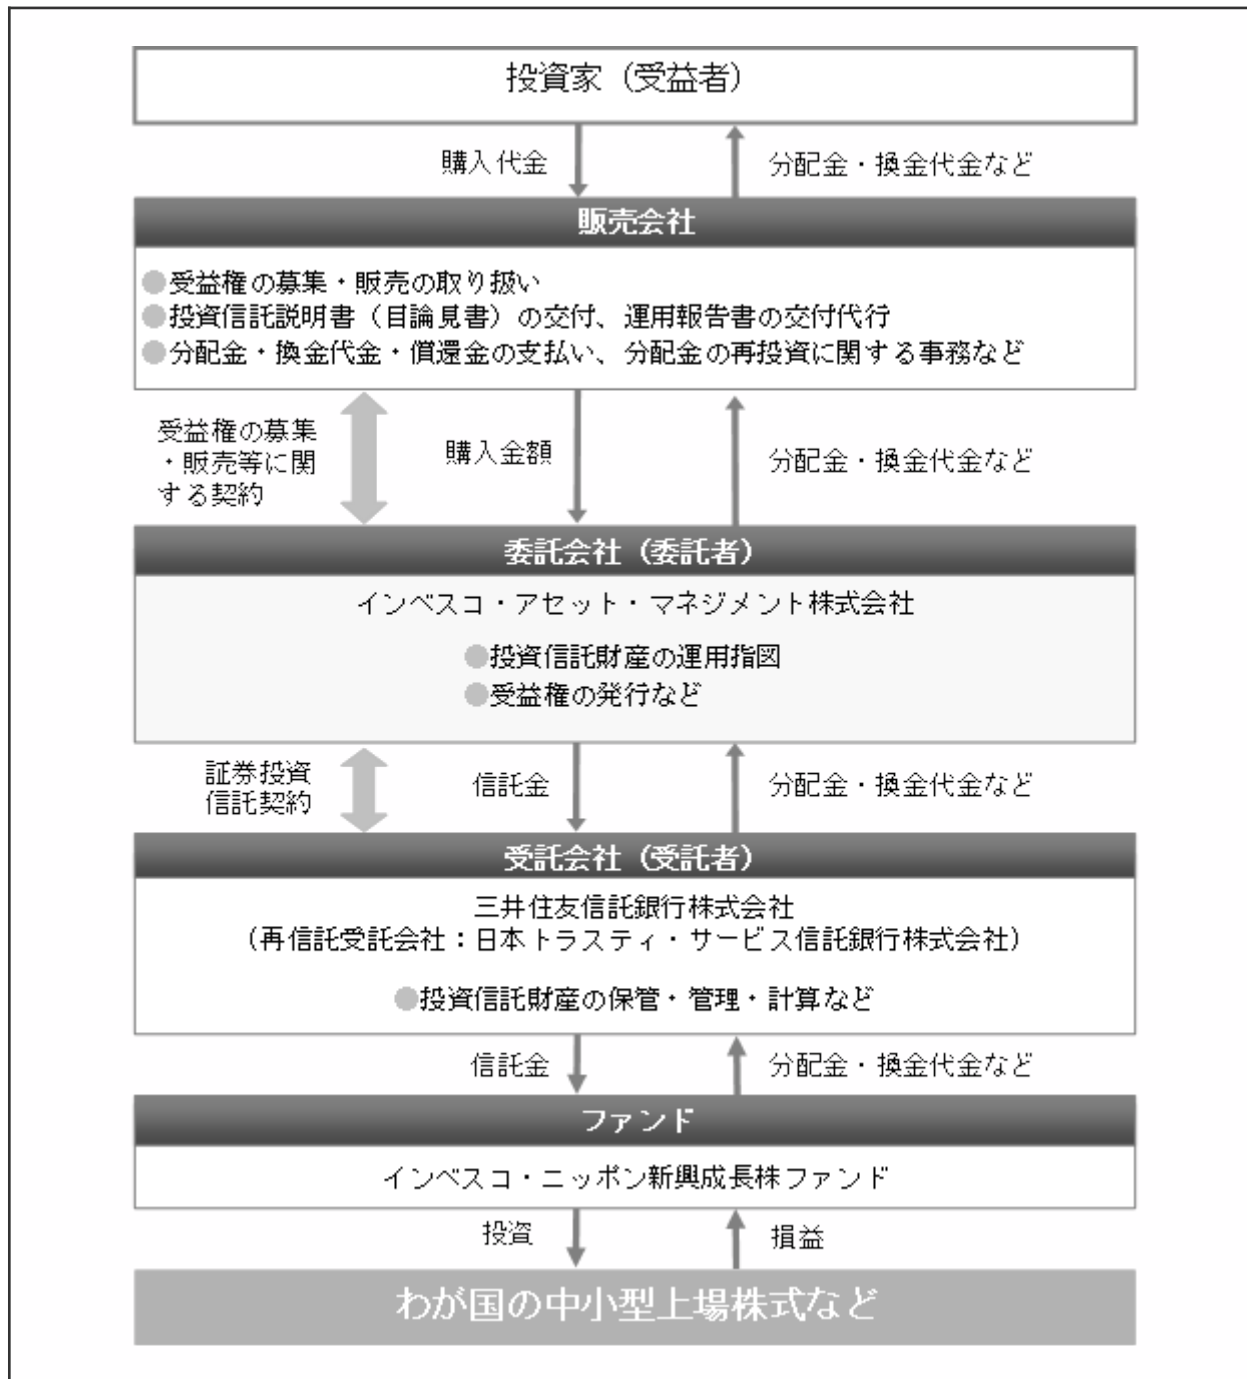 投資家（受益者）
購入代金
分配金・換金代金など
販売会社
●受益権の募集・販売の取り扱い
●投資信託説明書（目論見書）の交付、運用報告書の交付代行
●分配金・換金代金・償還金の支払い、分配金の再投資に関する事務など
受益権の募集
・販売等に関
する契約
購入金額
分配金・換金代金など
委託会社（委託者）
インベスコ・アセット・マネジメント株式会社
●投資信託財産の運用指図
●受益権の発行など
証券投資
信託契約
信託金
分配金・換金代金など
受託会社（受託者）
三井住友信託銀行株式会社
（再信託受託会社：日本トラスティ・サービス信託銀行株式会社）
●投資信託財産の保管・管理・計算など
信託金
分配金・換金代金など
ファンド
インベスコ・ニッポン新興成長株ファンド
投資
損益
わが国の中小型上場株式など